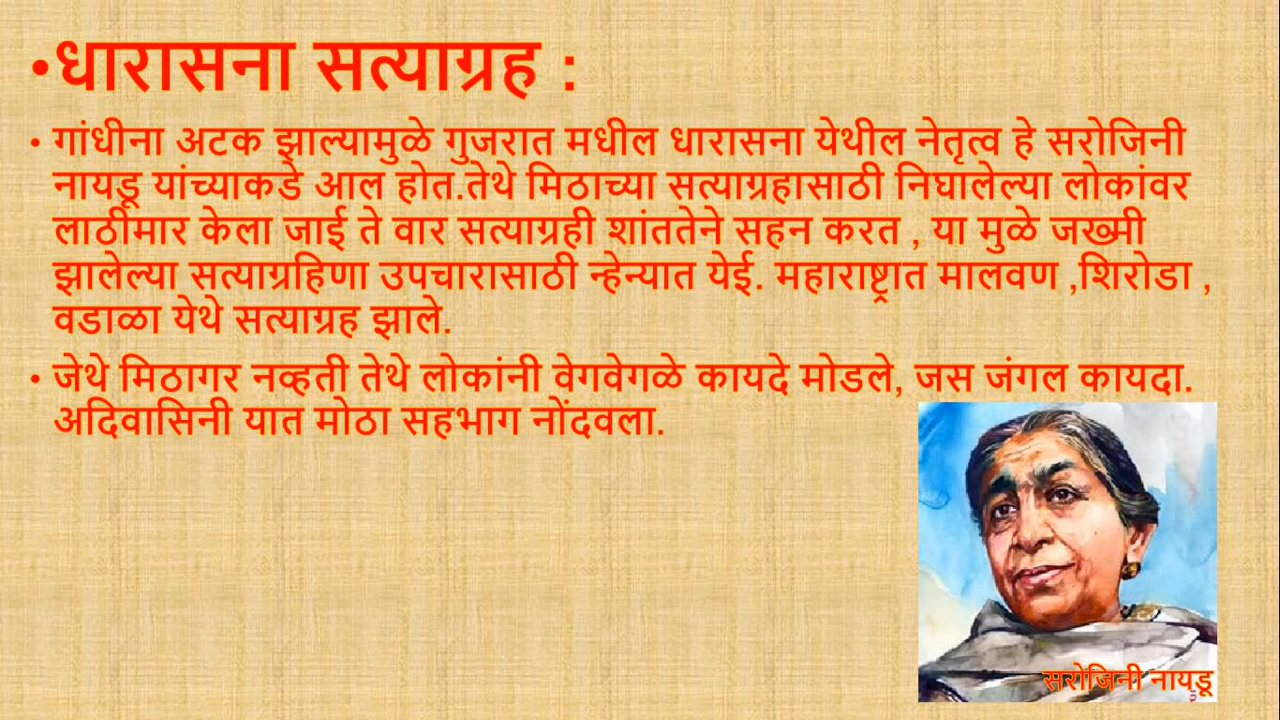 •धारासना सत्याग्रह :
• गांधीना अटक झाल्यामुळे गुजरात मधील धारासना येथील नेतृत्व हे सरोजिनी
नायडू यांच्याकडे आल होत.तेथे मिठाच्या सत्याग्रहासाठी निघालेल्या लोकांवर
लाठीमार केला जाई ते वार सत्याग्रही शांततेने सहन करत , या मुळे जख्मी
झालेल्या सत्याग्रहिणा उपचारासाठी न्हेन्यात येई. महाराष्ट्रात मालवण ,शिरोडा ,
वडाळा येथे सत्याग्रह झाले.
• जेथे मिठागर नव्हती तेथे लोकांनी वेगवेगळे कायदे मोडले, जस जंगल कायदा.
अदिवासिनी यात मोठा सहभाग नोंदवला.
सरोजिनी नायडू